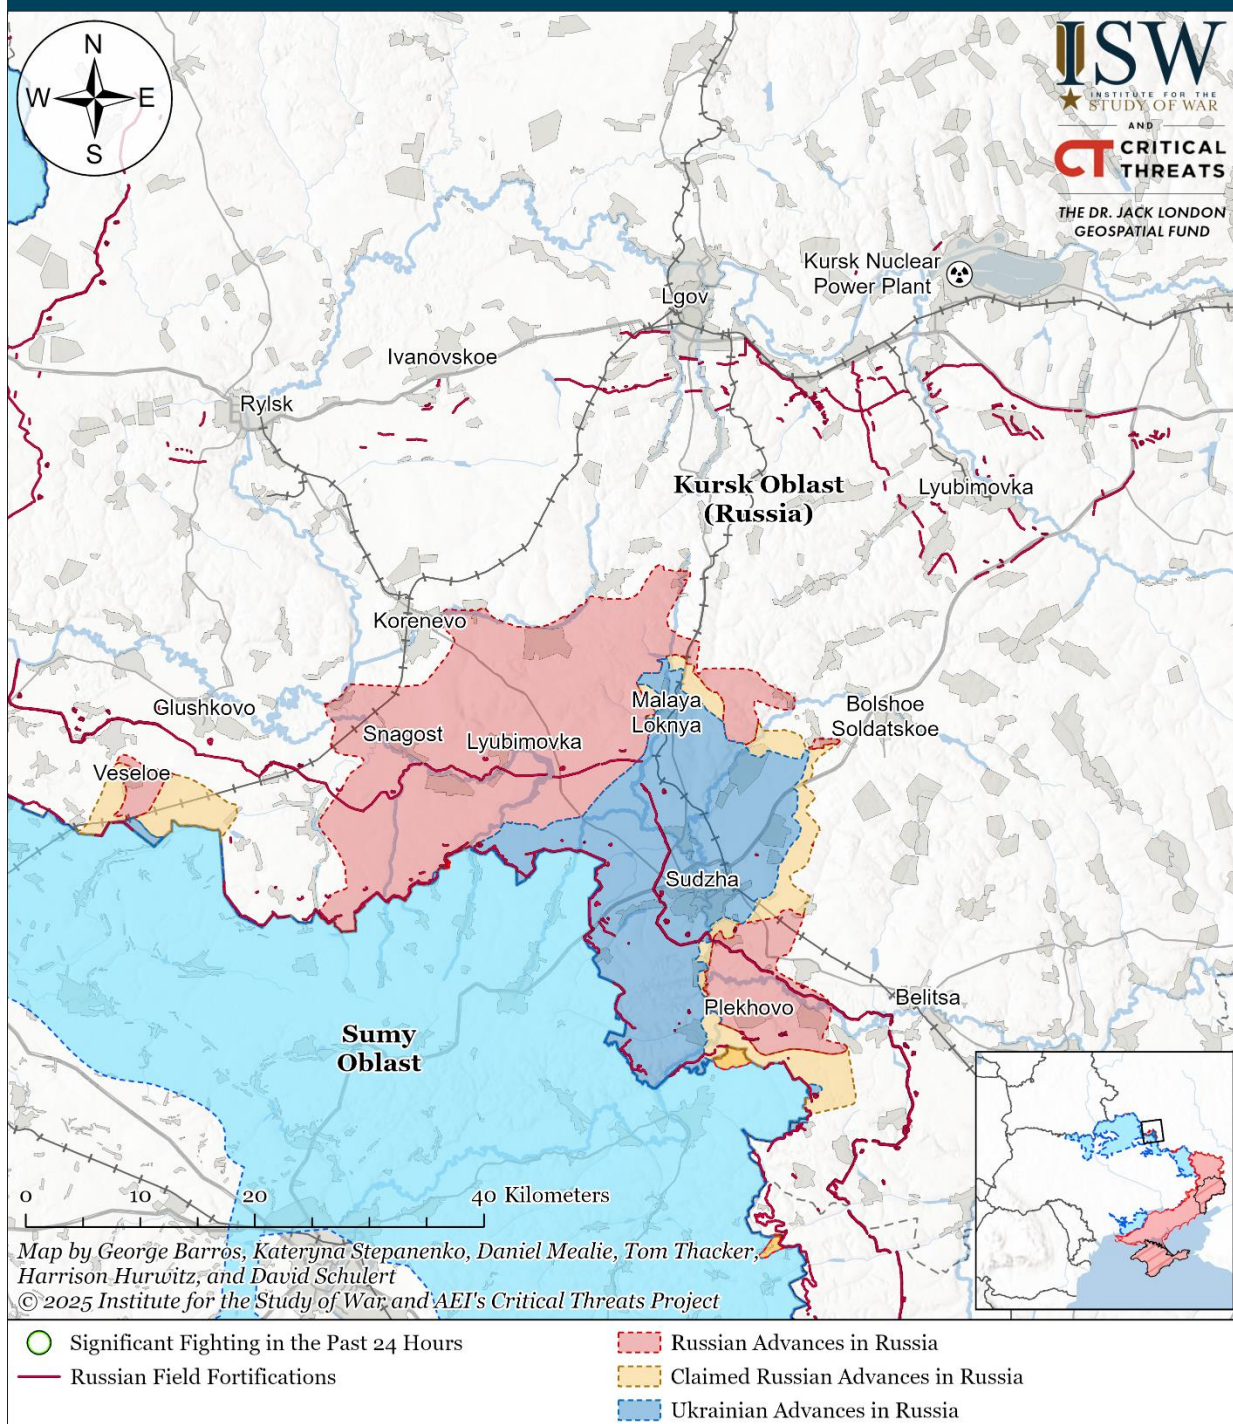 N
W E
S
ISW
INSTITUTE FOR THE
STUDY OF WAR
AND
CT CRITICAL
THREATS
THE DR. JACK LONDON
GEOSPATIAL FUND
Kursk Nuclear
Power Plant
Lgov
Ivanovskoe
Rylsk
Kursk Oblast
(Russia)
Lyubimovka
Korenevo
Glushkovo
Snagost
Lyubimovka
Malaya
Loknya
Bolshoe
Soldatskoe
Veseloe
Sudzha
Plekhovo
Belitsa
Sumy
Oblast
0 10 20 40 Kilometers
Map by George Barros, Kateryna Stepanenko, Daniel Mealie, Tom Thacker,
Harrison Hurwitz, and David Schulert
© 2025 Institute for the Study of War and AEI's Critical Threats Project
Significant Fighting in the Past 24 Hours
Russian Field Fortifications
Russian Advances in Russia
Claimed Russian Advances in Russia
Ukrainian Advances in Russia